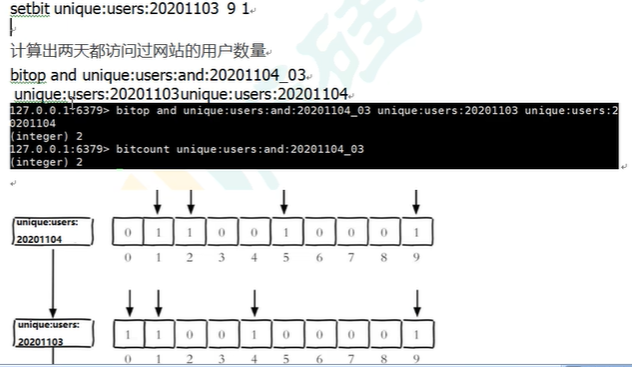 setbit unique:users:20201103 9 1
计算出两天都访问过网站的用户数量
bitop and unique:users:and:20201104_03
unique:users:20201103unique:users:20201104
127.0.0.1:6379> bitop and unique:users:and:20201104_03 unique:users:20201103 unique:users:2
0201104
(integer) 2
127.0.0.1:6379> bitcount unique:users:and:20201104_03
(integer) 2
unique:users:
20201104
0 1 1 0 0 1 0 0 0 1
0 1 2 3 4 5 6 7 8 9
unique:users:
20201103
1 1 0 0 1 0 0 0 0 1
0 1 2 3 4 5 6 7 8 9